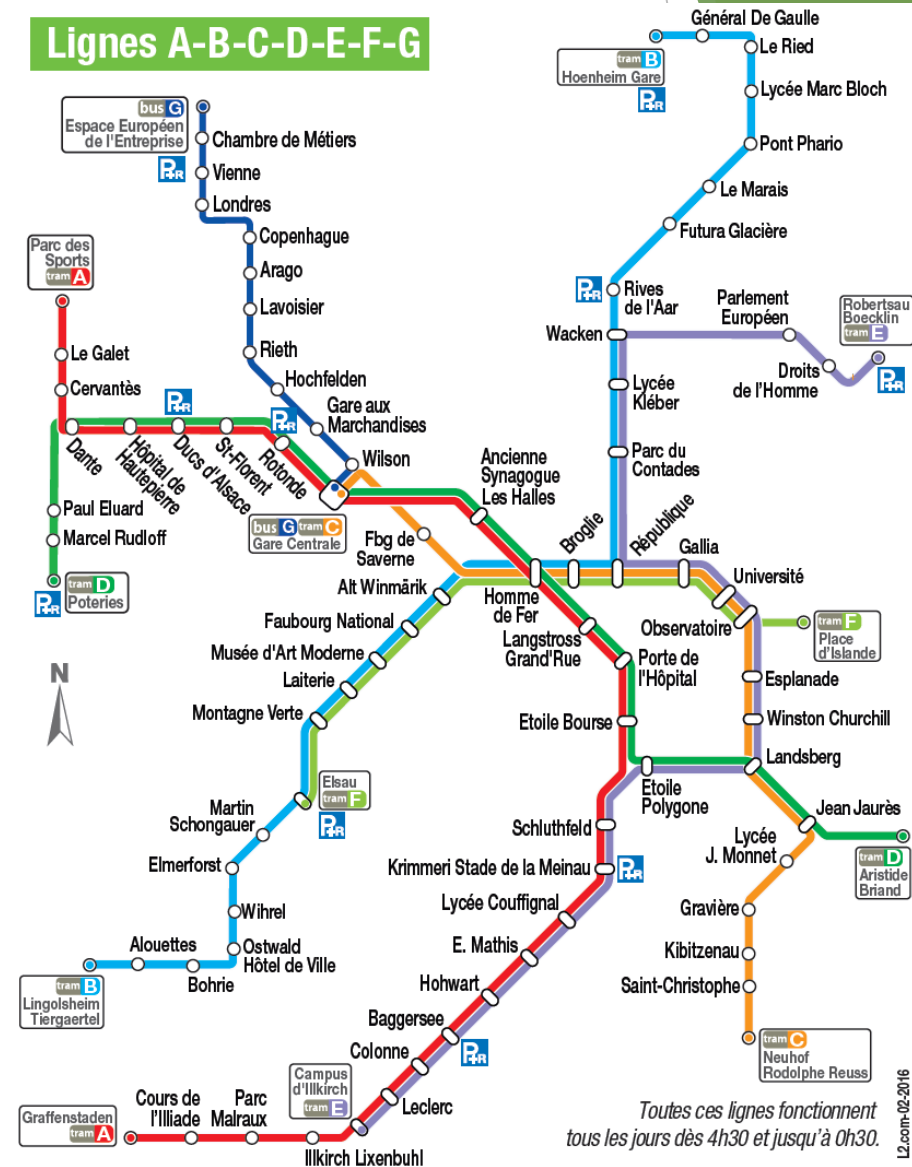 Lignes A-B-C-D-E-F-G
Général De Gaulle
tram B
Hoenheim Gare
P+R
Le Ried
Lycée Marc Bloch
Pont Phario
Le Marais
Futura Glacière
P+R
Rives
de l'Aar
bus G
Espace Européen
de l'Entreprise
P+R
Chambre de Métiers
Vienne
Londres
Copenhague
Arago
Lavoisier
Rieth
Hochfelden
Gare aux
Marchandises
Wilson
Parc des
Sports
tram A
Le Galet
Cervantès
P+R
P+R
Dante
Hôpital de
Hautepierre
Ducs d'Alsace
St-Florent
Rotonde
bus G tram C
Gare Centrale
Paul Eluard
Marcel Rudloff
P+R
tram D
Poteries
Wacken
Parlement
Européen
Droits
de l'Homme
Robertsau
Boecklin
tram E
P+R
Lycée
Kléber
Parc du
Contades
Ancienne
Synagogue
Les Halles
Fbg de
Saverne
Broglie
République
Gallia
Université
Homme
de Fer
Observatoire
tram F
Place
d'Islande
Alt Winmärik
Faubourg National
Musée d'Art Moderne
Laiterie
Montagne Verte
Langstross
Grand'Rue
Porte de
l'Hôpital
Esplanade
Winston Churchill
Etoile Bourse
Landsberg
Etoile
Polygone
N
Elsau
tram F
P+R
Martin
Schongauer
Elmerforst
Wihrel
Ostwald
Hôtel de Ville
Alouettes
Bohrie
tram B
Lingolsheim
Tiergaertel
Schluthfeld
Krimmeri Stade de la Meinau
P+R
Lycée Couffignal
E. Mathis
Hohwart
Baggersee
P+R
Colonne
Leclerc
Jean Jaurès
tram D
Aristide
Briand
Lycée
J. Monnet
Gravière
Kibitzenau
Saint-Christophe
tram C
Neuhof
Rodolphe Reuss
Campus
d'Illkirch
tram E
Graffenstaden
tram A
Cours de
l'Illiade
Parc
Malraux
Illkirch Lixenbuhl
Toutes ces lignes fonctionnent
tous les jours dès 4h30 et jusqu'à 0h30.
L2.com-02-2016